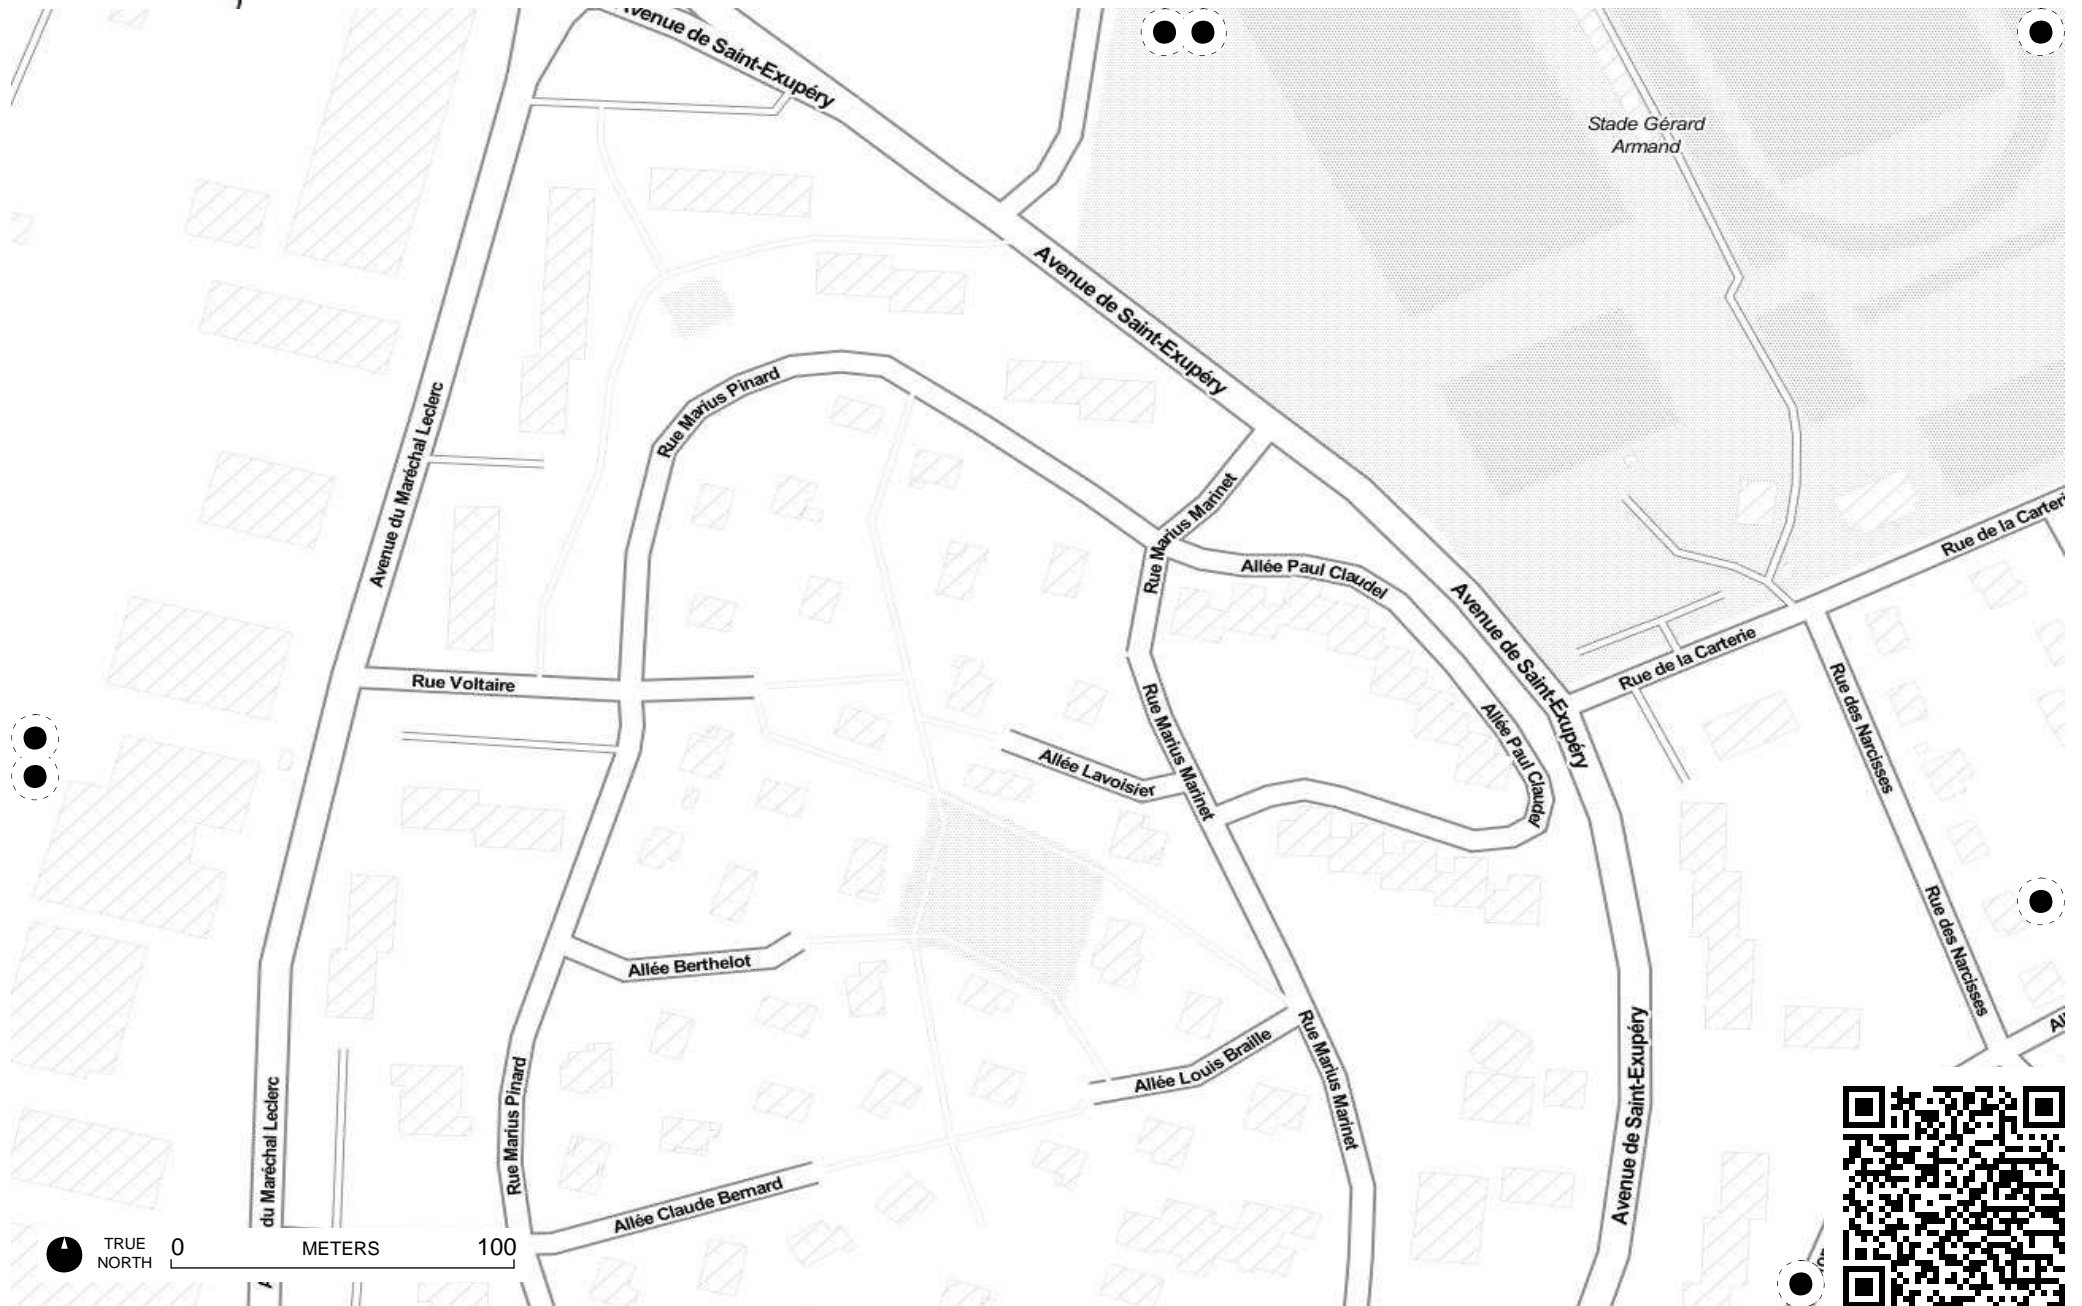 Avenue de Saint-Exupéry
Stade Gérard
Armand
Avenue de Saint-Exupéry
Rue Marius Pinard
Avenue du Maréchal Leclerc
Rue Marius Marinet
Rue de la Carterie
Allée Paul Claudel
Avenue de Saint-Exupéry
Rue de la Carterie
Rue Voltaire
Rue Marius Marinet
Allée Paul Claudel
Rue des Narcisses
Allée Lavoisier
Allée Berthelot
Rue des Narcisses
Allée Louis Braille
Rue Marius Marinet
Avenue de Saint-Exupéry
Rue Marius Pinard
du Maréchal Leclerc
Allée Claude Bernard
TRUE
NORTH
0 METERS 100